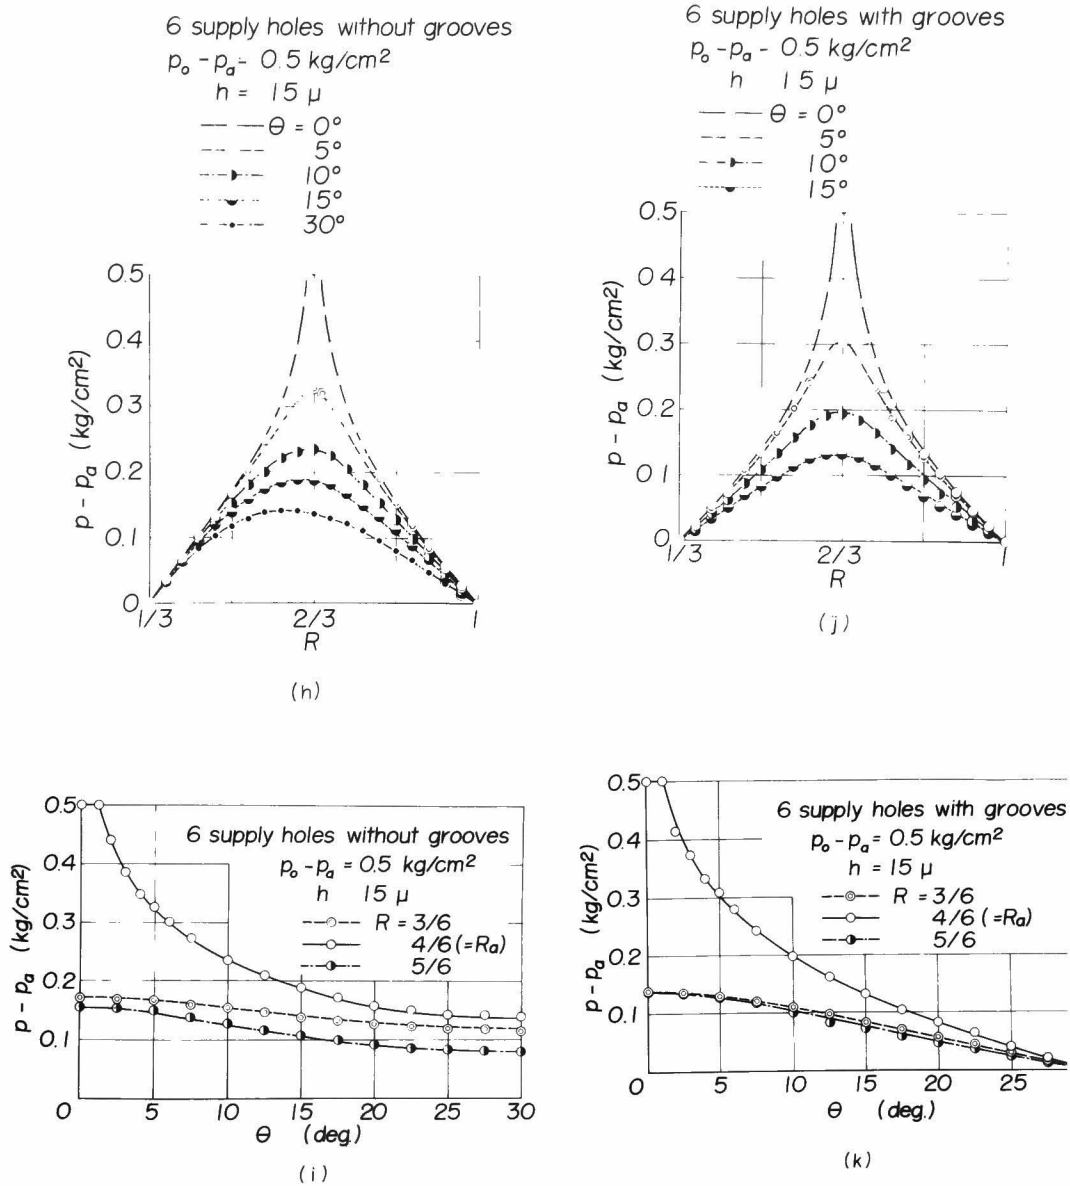 6 supply holes without grooves
pₒ - pₐ = 0.5 kg/cm²
h = 15 μ
θ = 0°
5°
10°
15°
30°
0.5
0.4
0.3
0.2
0.1
0
p - pₐ (kg/cm²)
1/3 2/3 1
R
(h)
6 supply holes with grooves
pₒ - pₐ - 0.5 kg/cm²
h 15 μ
θ = 0°
5°
10°
15°
0.5
0.4
0.3
0.2
0.1
0
p - pₐ (kg/cm²)
1/3 2/3 1
R
(j)
0.5
0.4
0.3
0.2
0.1
p - pₐ (kg/cm²)
6 supply holes without grooves
pₒ - pₐ = 0.5 kg/cm²
h 15 μ
R = 3/6
4/6 (=Rₐ)
5/6
0 5 10 15 20 25 30
θ (deg.)
(i)
0.5
0.4
0.3
0.2
0.1
p - pₐ (kg/cm²)
6 supply holes with grooves
pₒ - pₐ = 0.5 kg/cm²
h = 15 μ
R = 3/6
4/6 (=Rₐ)
5/6
0 5 10 15 20 25
θ (deg.)
(k)